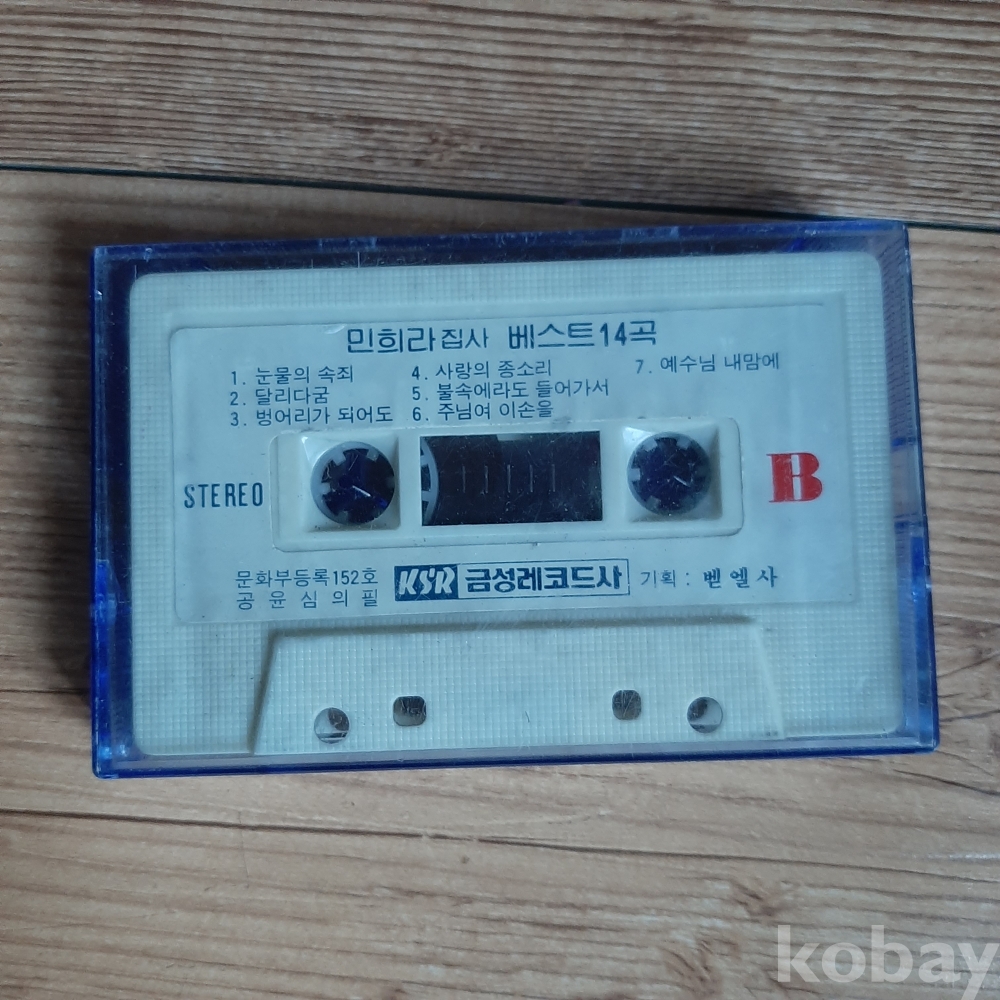 민희라 집사 베스트14곡
1. 눈물의 속죄
2. 달리다굼
3. 벙어리가 되어도
4. 사랑의 종소리
5. 불속에라도 들어가서
6. 주님여 이손을
7. 예수님 내맘에
STEREO
B
문화부등록152호
공윤심의필
KSR 금성레코드사
기획 : 벧엘사
kobay